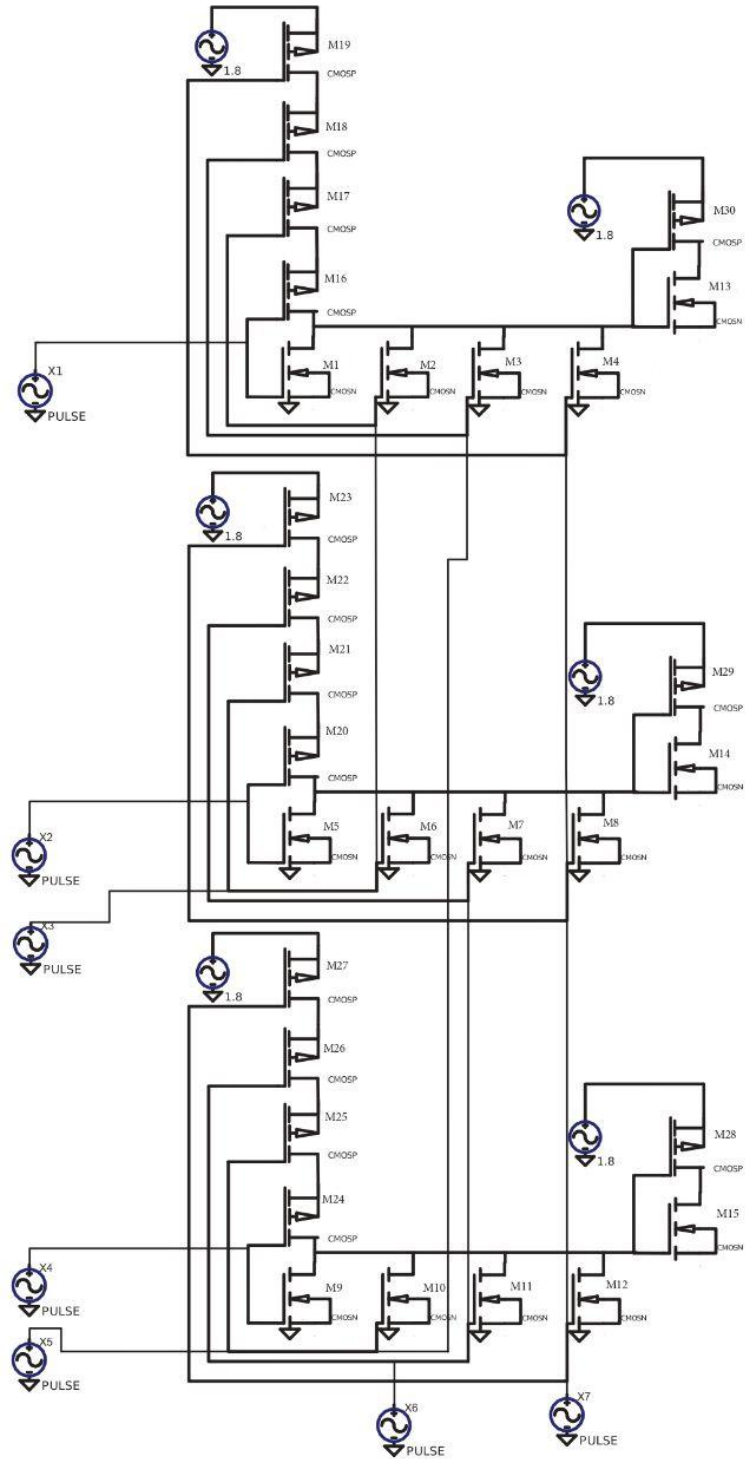 M19
1.8
CMOSP
M18
CMOSP
M17
M30
1.8
CMOSP
CMOSP
M16
M13
CMOSP
CMOSN
X1
M1
M2
M3
M4
CMOSN
CMOSN
CMOSN
CMOSN
PULSE
M23
1.8
CMOSP
M22
CMOSP
M21
M29
1.8
CMOSP
CMOSP
M20
M14
CMOSP
CMOSN
X2
M5
M6
M7
M8
CMOSN
CMOSN
CMOSN
CMOSN
PULSE
X3
PULSE
M27
1.8
CMOSP
M26
CMOSP
M25
M28
1.8
CMOSP
CMOSP
M24
M15
CMOSP
CMOSN
X4
M9
M10
M11
M12
PULSE
CMOSN
CMOSN
CMOSN
CMOSN
X5
PULSE
X6
X7
PULSE
PULSE